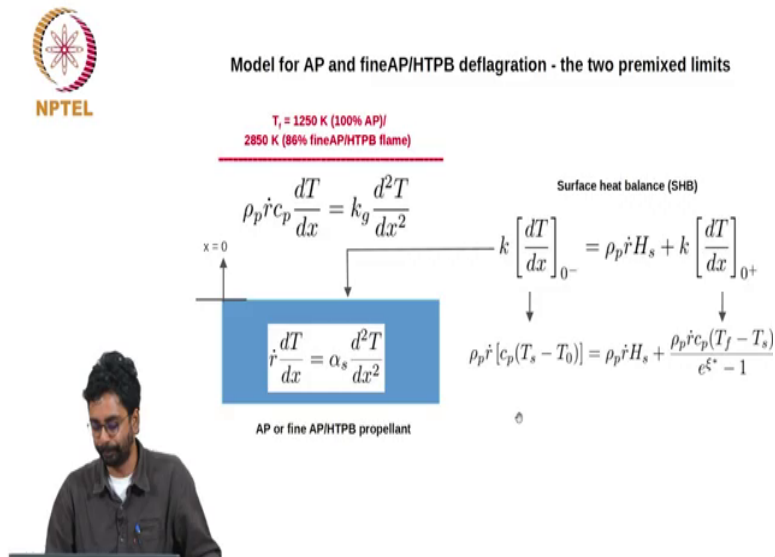 NPTEL
Model for AP and fineAP/HTPB deflagration - the two premixed limits
T_f = 1250 K (100% AP)/
2850 K (86% fineAP/HTPB flame)
ρ_p ṙ c_p dT/dx = k_g d²T/dx²
Surface heat balance (SHB)
x = 0
k [dT/dx]_{0⁻} = ρ_p ṙ H_s + k [dT/dx]_{0⁺}
ṙ dT/dx = α_s d²T/dx²
ρ_p ṙ [c_p(T_s − T_0)] = ρ_p ṙ H_s + ρ_p ṙ c_p(T_f − T_s) / (e^{ξ*} − 1)
AP or fine AP/HTPB propellant